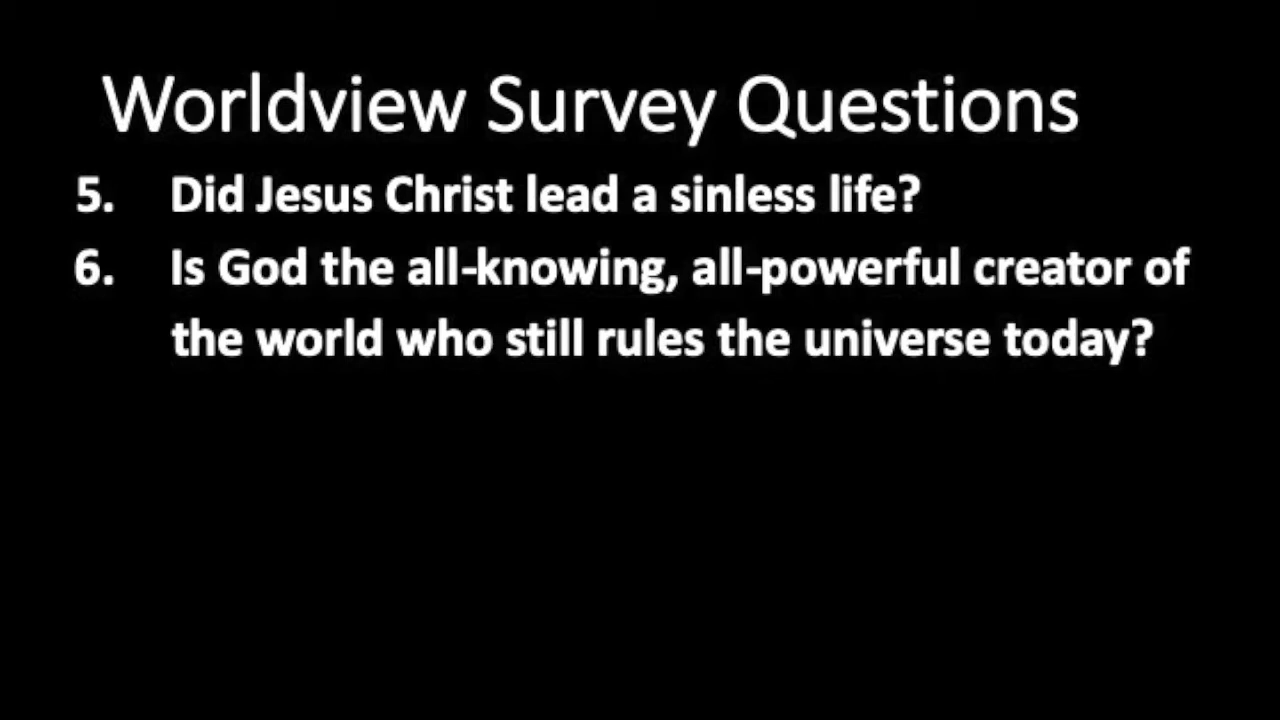 Worldview Survey Questions
5. Did Jesus Christ lead a sinless life?
6. Is God the all-knowing, all-powerful creator of
the world who still rules the universe today?